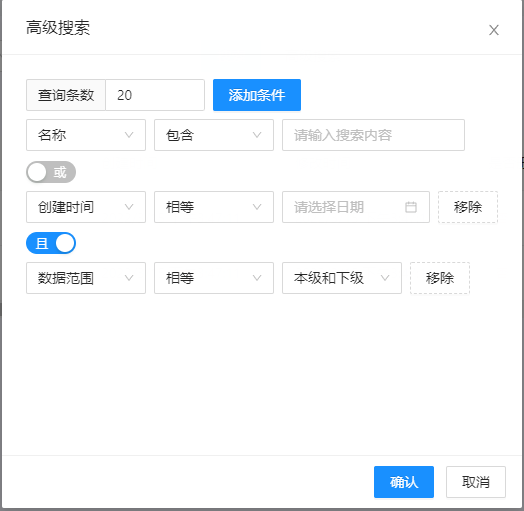 高级搜索
查询条数 20 添加条件
名称 包含 请输入搜索内容
或
创建时间 相等 请选择日期 移除
且
数据范围 相等 本级和下级 移除
确认 取消